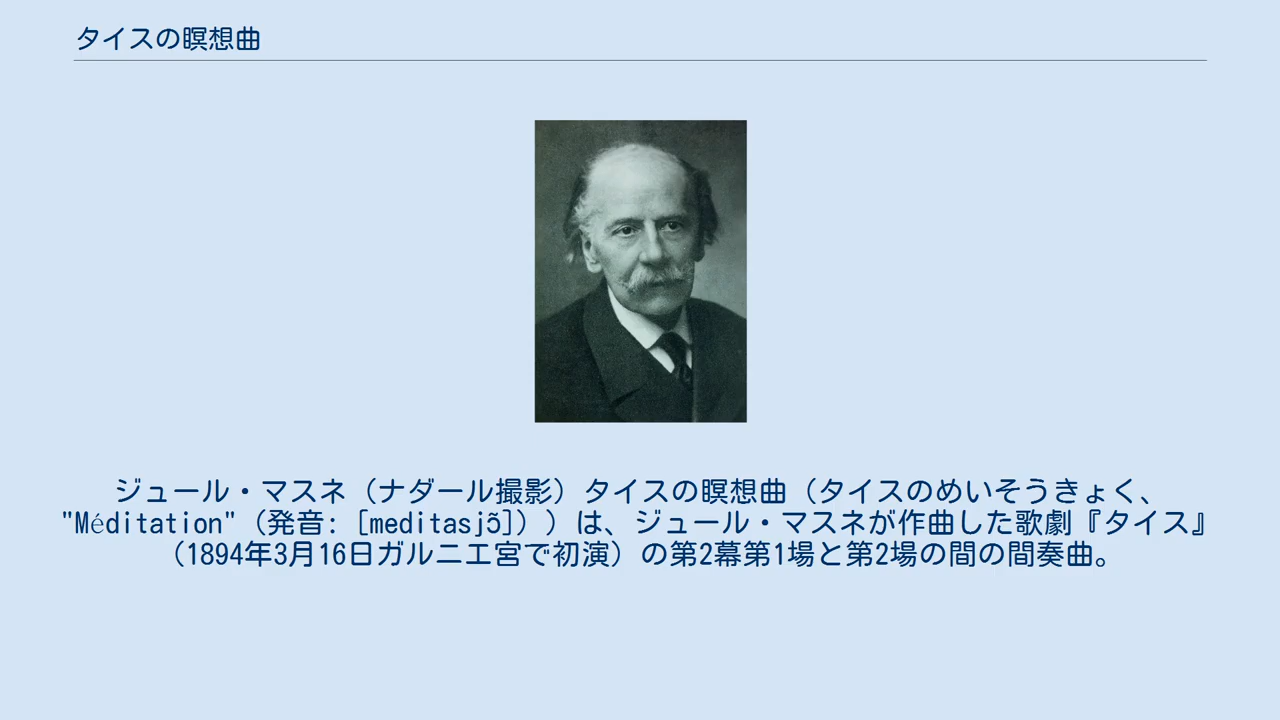 タイスの瞑想曲
ジュール・マスネ（ナダール撮影）タイスの瞑想曲（タイスのめいそうきょく、
"Méditation"（発音: [meditasjɔ̃]））は、ジュール・マスネが作曲した歌劇『タイス』
（1894年3月16日ガルニエ宮で初演）の第2幕第1場と第2場の間の間奏曲。